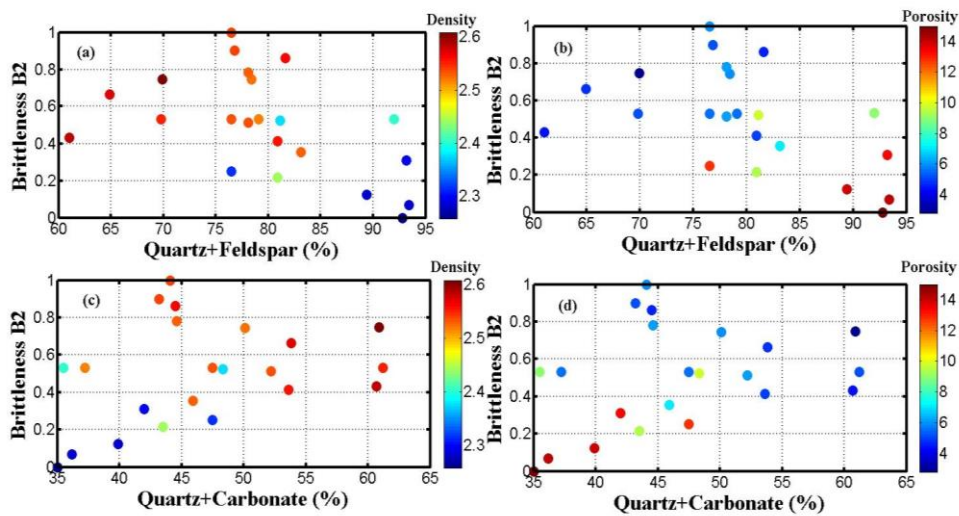 Density
2.6
2.5
2.4
2.3
(a)
Brittleness B2
1
0.8
0.6
0.4
0.2
0
60 65 70 75 80 85 90 95
Quartz+Feldspar (%)
Porosity
14
12
10
8
6
4
(b)
Brittleness B2
1
0.8
0.6
0.4
0.2
0
60 65 70 75 80 85 90 95
Quartz+Feldspar (%)
Density
2.6
2.5
2.4
2.3
(c)
Brittleness B2
1
0.8
0.6
0.4
0.2
0
35 40 45 50 55 60 65
Quartz+Carbonate (%)
Porosity
14
12
10
8
6
4
(d)
Brittleness B2
1
0.8
0.6
0.4
0.2
0
35 40 45 50 55 60 65
Quartz+Carbonate (%)